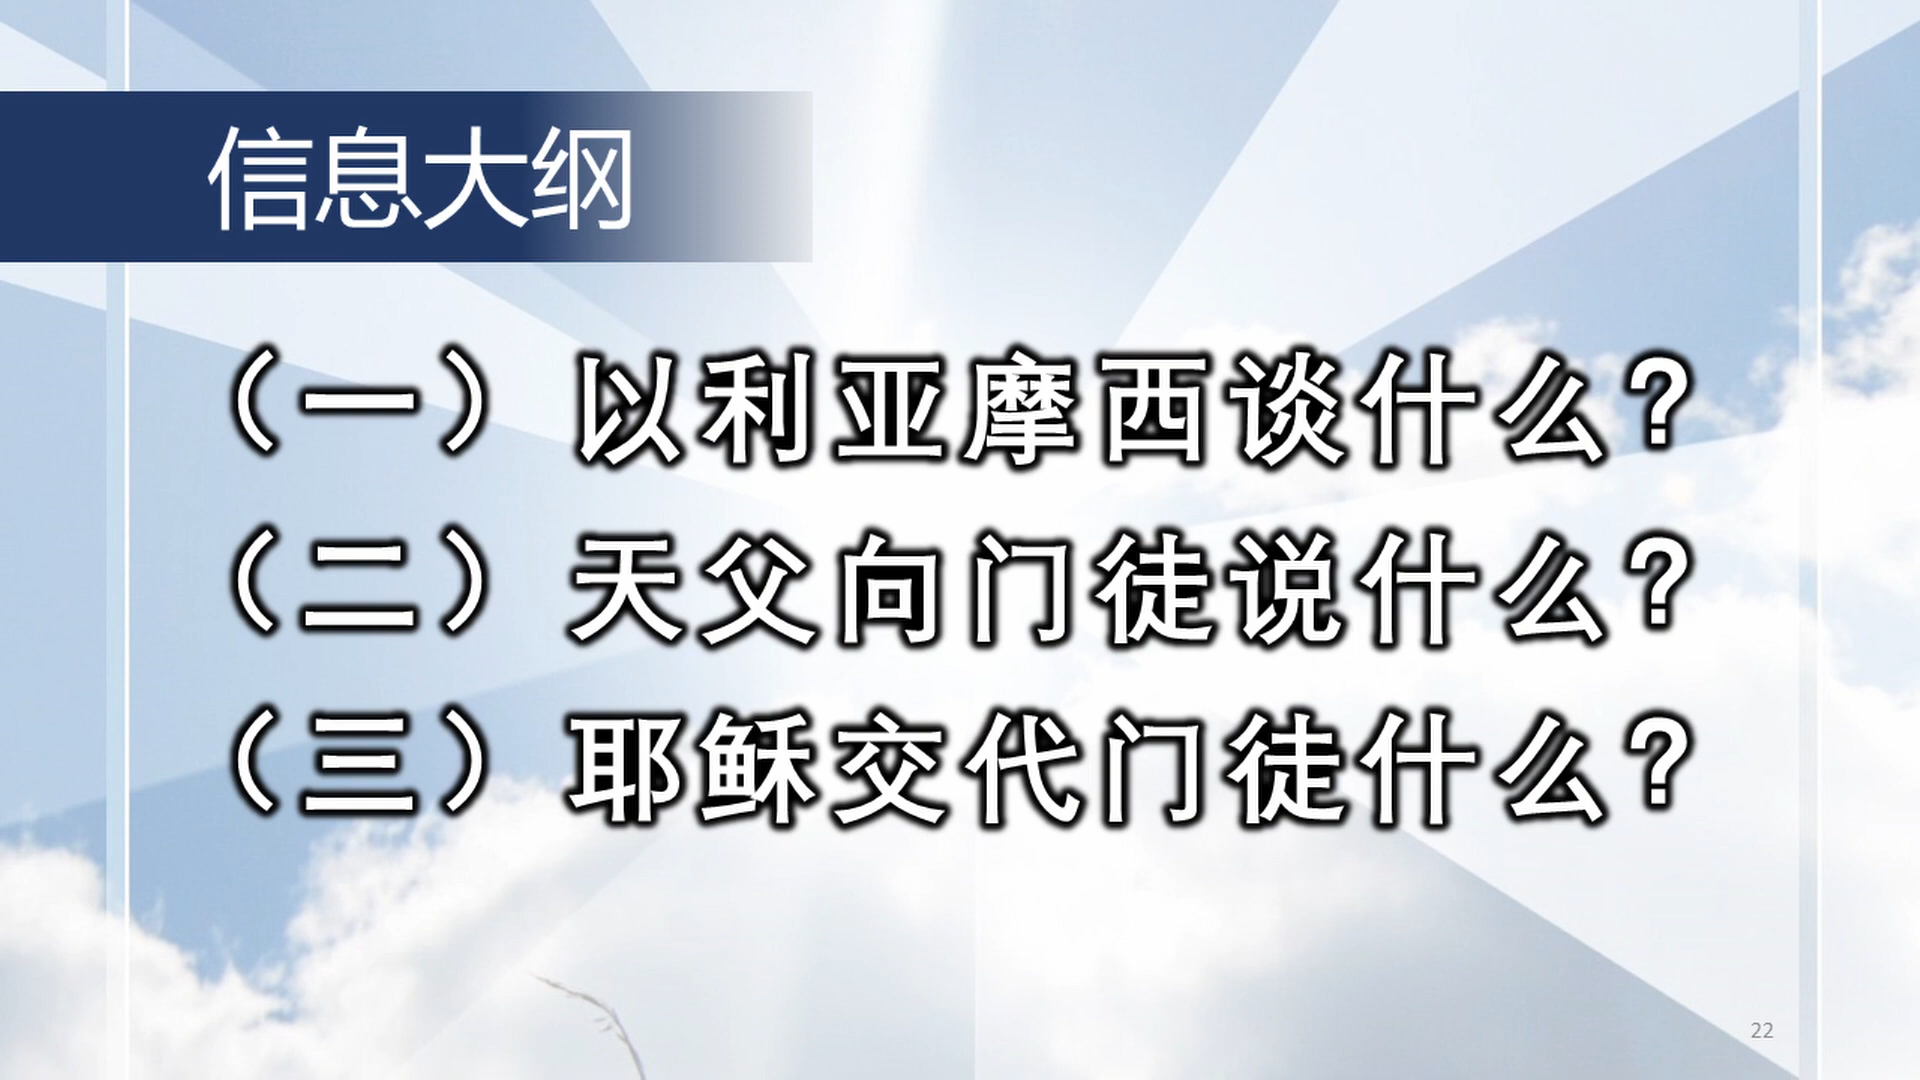 信息大纲
（一）以利亚摩西谈什么？
（二）天父向门徒说什么？
（三）耶稣交代门徒什么？
22